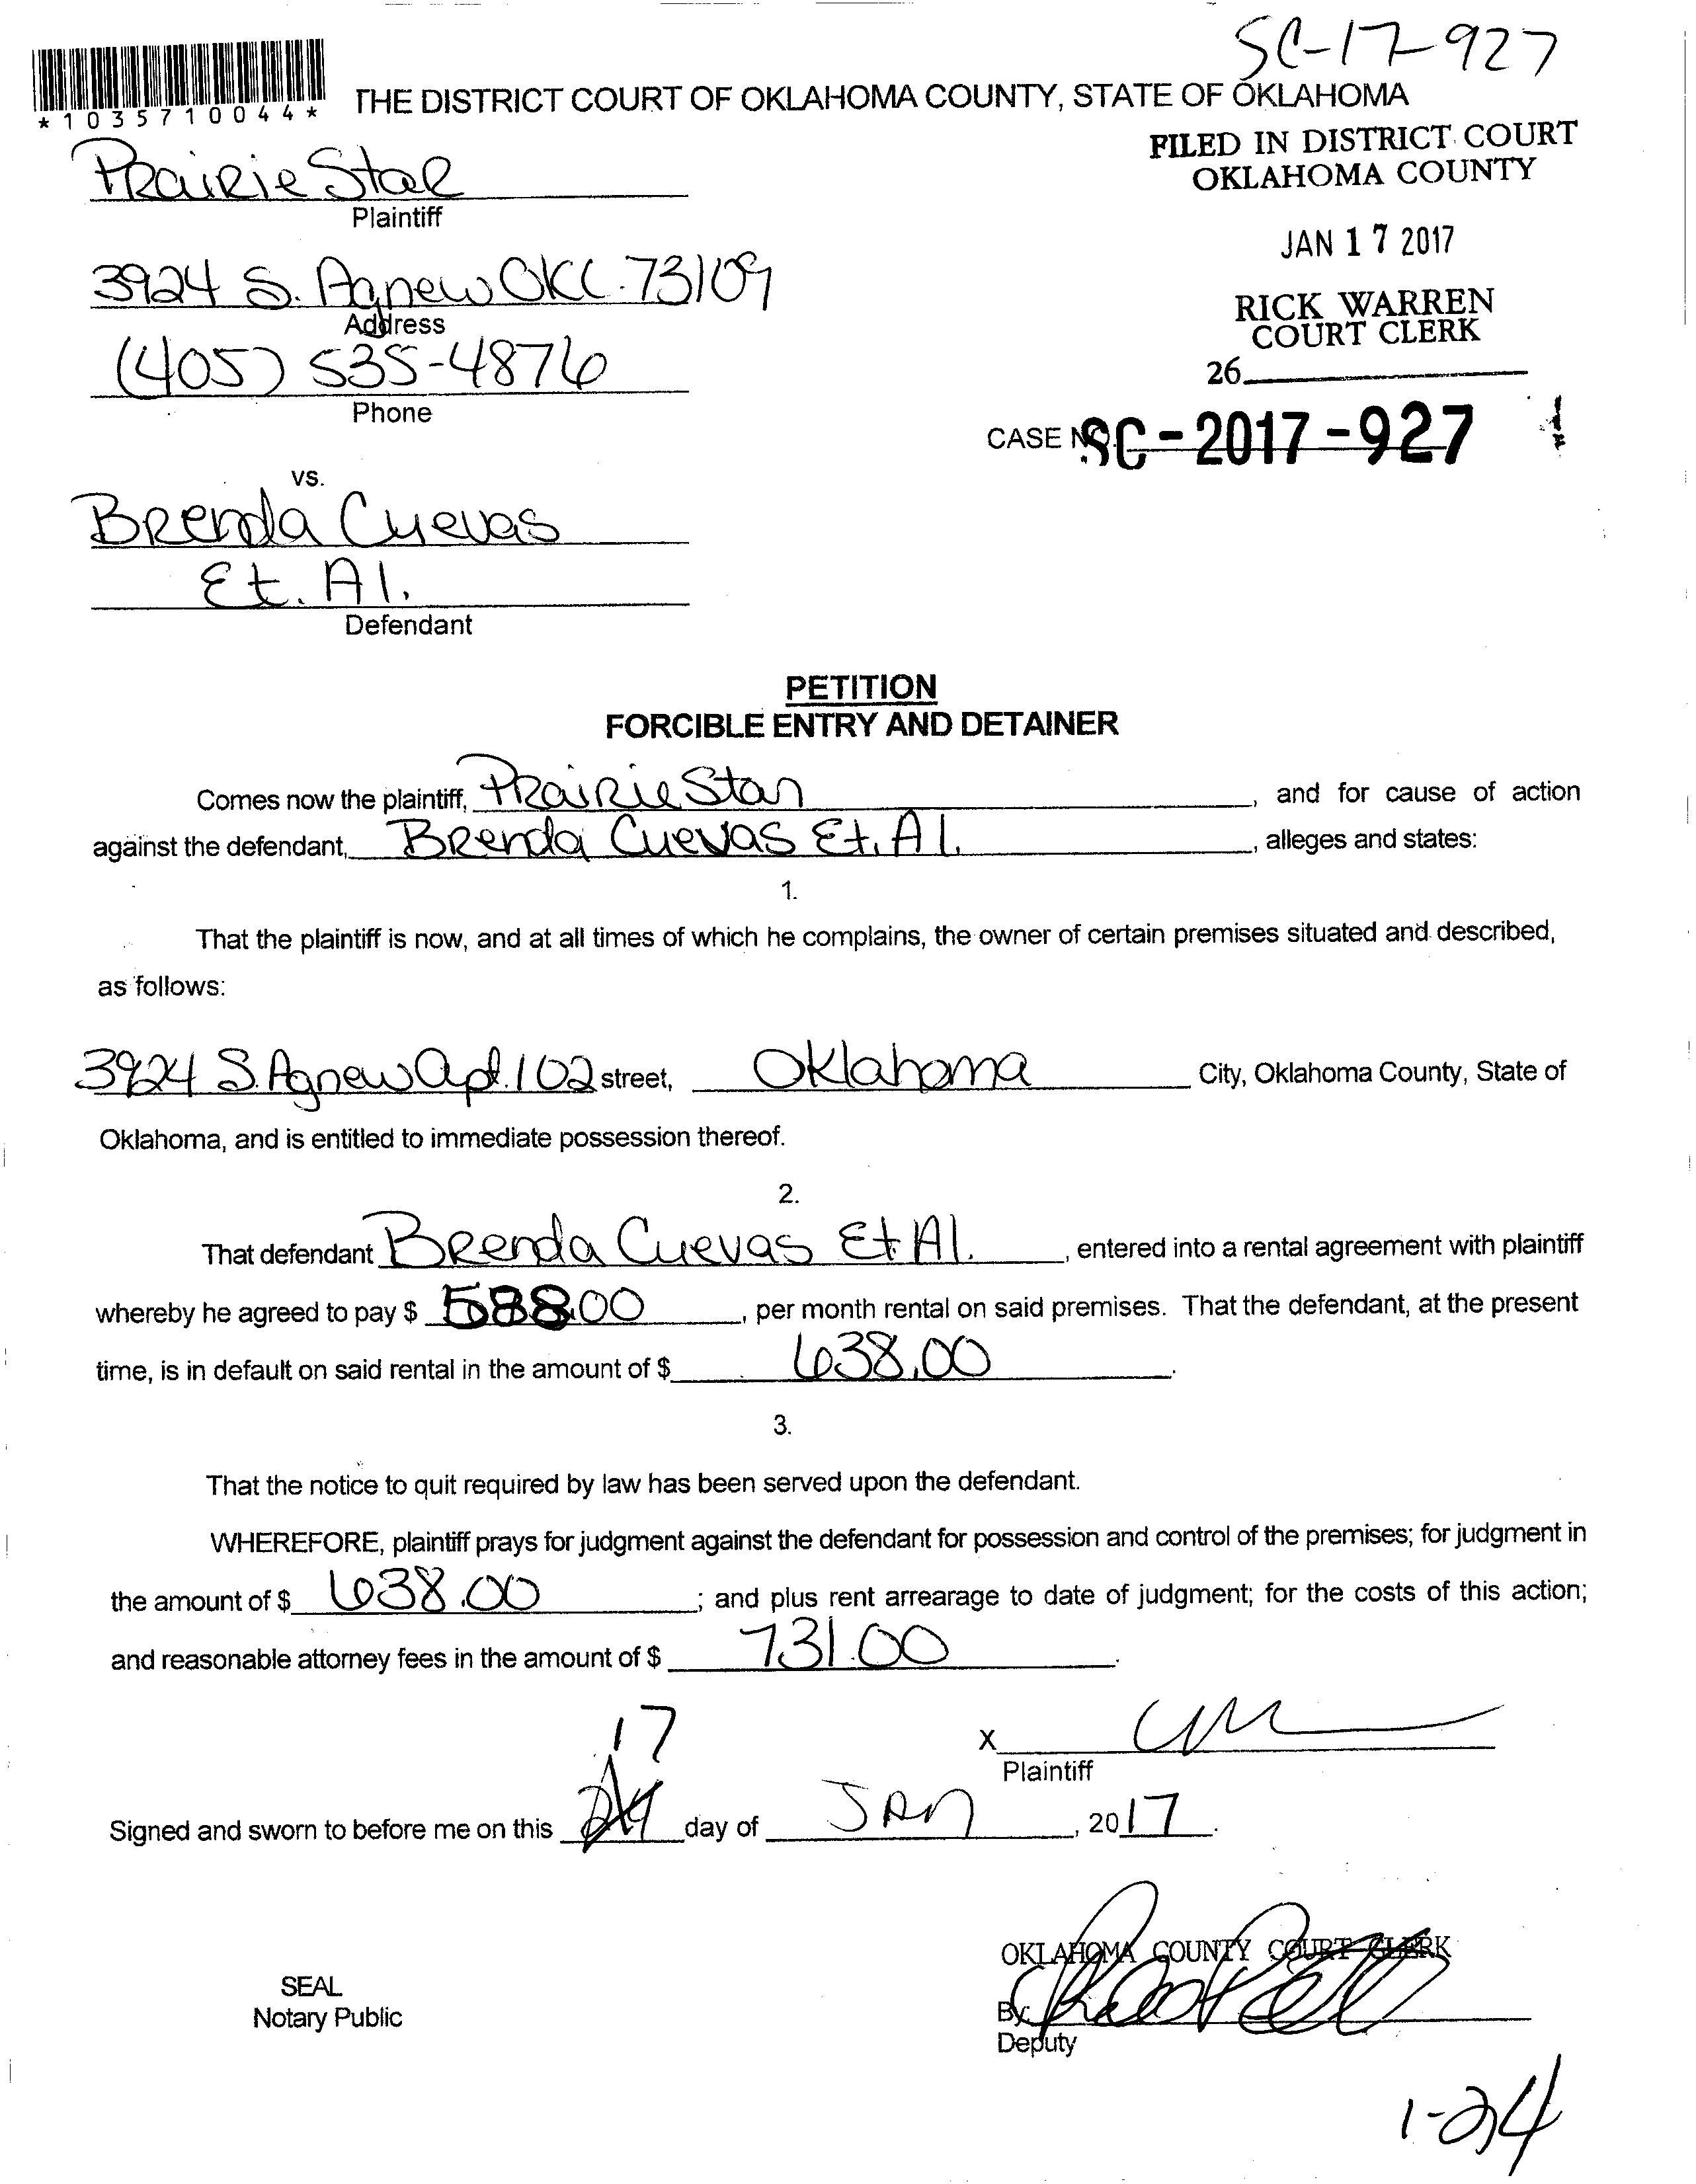 SC-17-927
*1035710044*
THE DISTRICT COURT OF OKLAHOMA COUNTY, STATE OF OKLAHOMA
FILED IN DISTRICT COURT
OKLAHOMA COUNTY
Prairie Star
Plaintiff
JAN 17 2017
3924 S. Agnew OKC. 73109
Address
RICK WARREN
COURT CLERK
(405) 535-4876
26
Phone
CASE NO. SC-2017-927
vs.
Brenda Cuevas
Et. Al.
Defendant
PETITION
FORCIBLE ENTRY AND DETAINER
Comes now the plaintiff, Prairie Star, and for cause of action
against the defendant, Brenda Cuevas Et. Al., alleges and states:
1.
That the plaintiff is now, and at all times of which he complains, the owner of certain premises situated and described,
as follows:
3924 S. Agnew Apt. 102 street, Oklahoma City, Oklahoma County, State of
Oklahoma, and is entitled to immediate possession thereof.
2.
That defendant Brenda Cuevas Et Al., entered into a rental agreement with plaintiff
whereby he agreed to pay $ 588.00, per month rental on said premises. That the defendant, at the present
time, is in default on said rental in the amount of $ 638.00.
3.
That the notice to quit required by law has been served upon the defendant.
WHEREFORE, plaintiff prays for judgment against the defendant for possession and control of the premises; for judgment in
the amount of $ 638.00; and plus rent arrearage to date of judgment; for the costs of this action;
and reasonable attorney fees in the amount of $ 731.00.
17
X
Plaintiff
Signed and sworn to before me on this 24 day of JAN, 2017.
OKLAHOMA COUNTY COURT CLERK
SEAL
Notary Public
By
Deputy
1-24